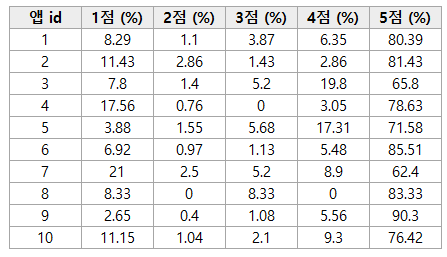 앱 id 1점 (%) 2점 (%) 3점 (%) 4점 (%) 5점 (%)
1 8.29 1.1 3.87 6.35 80.39
2 11.43 2.86 1.43 2.86 81.43
3 7.8 1.4 5.2 19.8 65.8
4 17.56 0.76 0 3.05 78.63
5 3.88 1.55 5.68 17.31 71.58
6 6.92 0.97 1.13 5.48 85.51
7 21 2.5 5.2 8.9 62.4
8 8.33 0 8.33 0 83.33
9 2.65 0.4 1.08 5.56 90.3
10 11.15 1.04 2.1 9.3 76.42